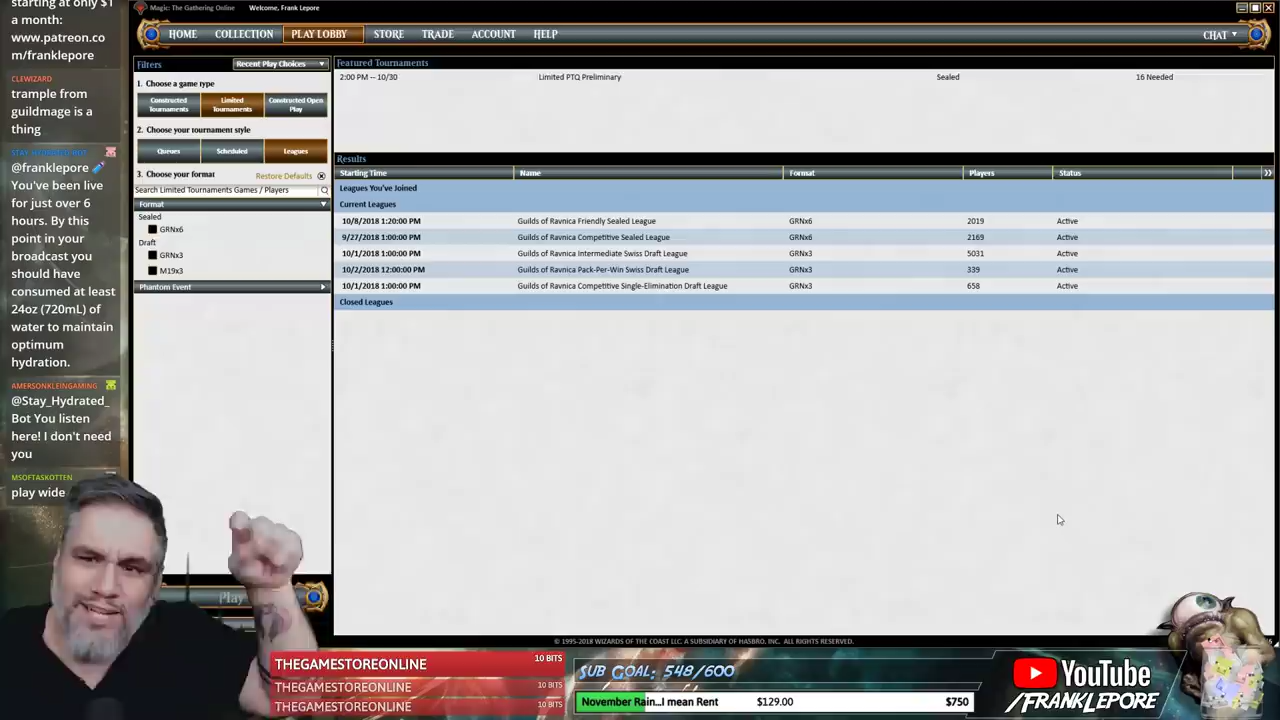 starting at only $1
a month:
www.patreon.co
m/franklepore
CLEWIZARD
trample from
guildmage is a
thing
@franklepore
You've been live
for just over 6
hours. By this
point in your
broadcast you
should have
consumed at least
24oz (720mL) of
water to maintain
optimum
hydration.
AMERSONKLEINGAMING
@Stay_Hydrated_
Bot You listen
here! I don't need
you
MSOFTASKOTTEN
play wide
Magic: The Gathering Online
Welcome, Frank Lepore
HOME COLLECTION PLAY LOBBY STORE TRADE ACCOUNT HELP
CHAT
Filters
Recent Play Choices
1. Choose a game type
Constructed Tournaments
Limited Tournaments
Constructed Open Play
2. Choose your tournament style
Queues Scheduled Leagues
3. Choose your format
Restore Defaults
Search Limited Tournaments Games / Players
Format
Sealed
GRNx6
Draft
GRNx3
M19x3
Phantom Event
Play
Featured Tournaments
2:00 PM -- 10/30 Limited PTQ Preliminary Sealed 16 Needed
Results
Starting Time Name Format Players Status
Leagues You've Joined
Current Leagues
10/8/2018 1:20:00 PM Guilds of Ravnica Friendly Sealed League GRNx6 2019 Active
9/27/2018 1:00:00 PM Guilds of Ravnica Competitive Sealed League GRNx6 2169 Active
10/1/2018 1:00:00 PM Guilds of Ravnica Intermediate Swiss Draft League GRNx3 5031 Active
10/2/2018 12:00:00 PM Guilds of Ravnica Pack-Per-Win Swiss Draft League GRNx3 339 Active
10/1/2018 1:00:00 PM Guilds of Ravnica Competitive Single-Elimination Draft League GRNx3 658 Active
Closed Leagues
© 1995-2018 WIZARDS OF THE COAST LLC. A SUBSIDIARY OF HASBRO, INC. ALL RIGHTS RESERVED.
THEGAMESTOREONLINE 10 BITS
THEGAMESTOREONLINE 10 BITS
THEGAMESTOREONLINE 10 BITS
SUB GOAL: 548/600
November Rain...I mean Rent $129.00 $750
YouTube
/FRANKLEPORE